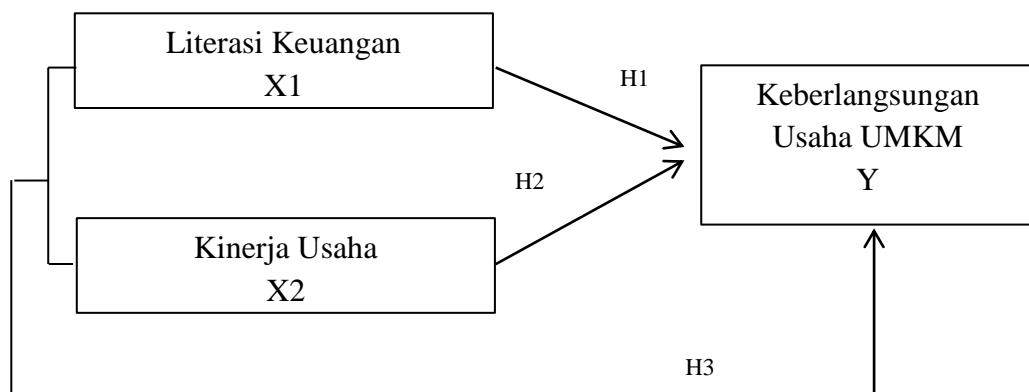 Literasi Keuangan
X1
H1
Keberlangsungan
Usaha UMKM
Y
H2
Kinerja Usaha
X2
H3